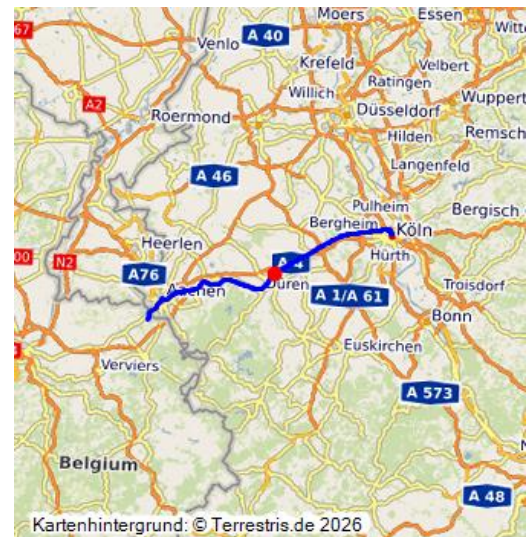 Moers
Essen
67
A 40
Witte
Venlo
Krefeld
Velbert
A2
Ratingen
Willich
Wuppert
Düsseldorf
Roermond
Hilden
Remsch
A 46
Langenfeld
Pulheim
Bergheim
Köln
Bergisch
Heerlen
Hürth
00
N2
A76
A 4
Aachen
Düren
Troisdorf
A 1/A 61
Bonn
Euskirchen
Verviers
A 573
Belgium
A 48
Kartenhintergrund: © Terrestris.de 2026